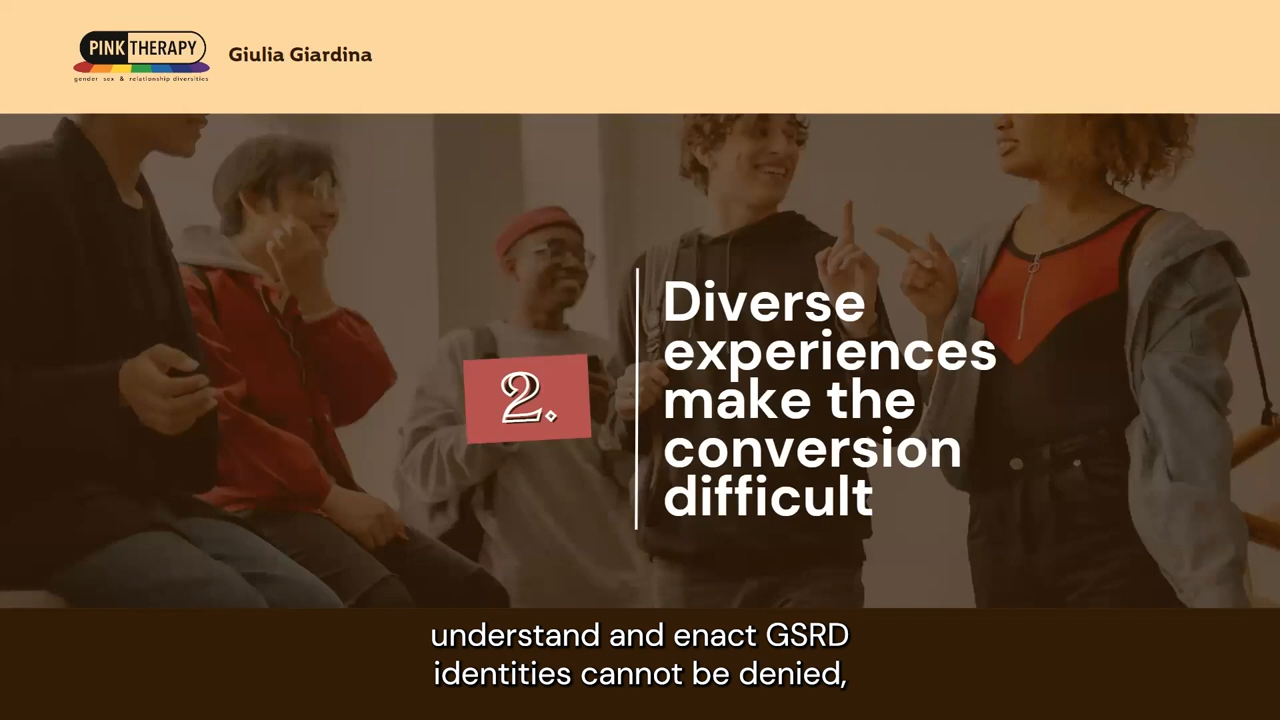 PINK THERAPY
gender sex & relationship diversities
Giulia Giardina
2.
Diverse
experiences
make the
conversion
difficult
understand and enact GSRD
identities cannot be denied,